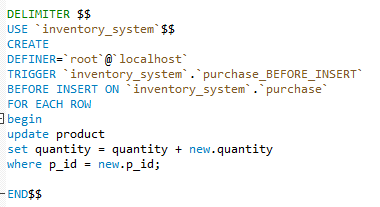 DELIMITER $$
USE `inventory_system`$$
CREATE
DEFINER=`root`@`localhost`
TRIGGER `inventory_system`.`purchase_BEFORE_INSERT`
BEFORE INSERT ON `inventory_system`.`purchase`
FOR EACH ROW
begin
update product
set quantity = quantity + new.quantity
where p_id = new.p_id;
END$$